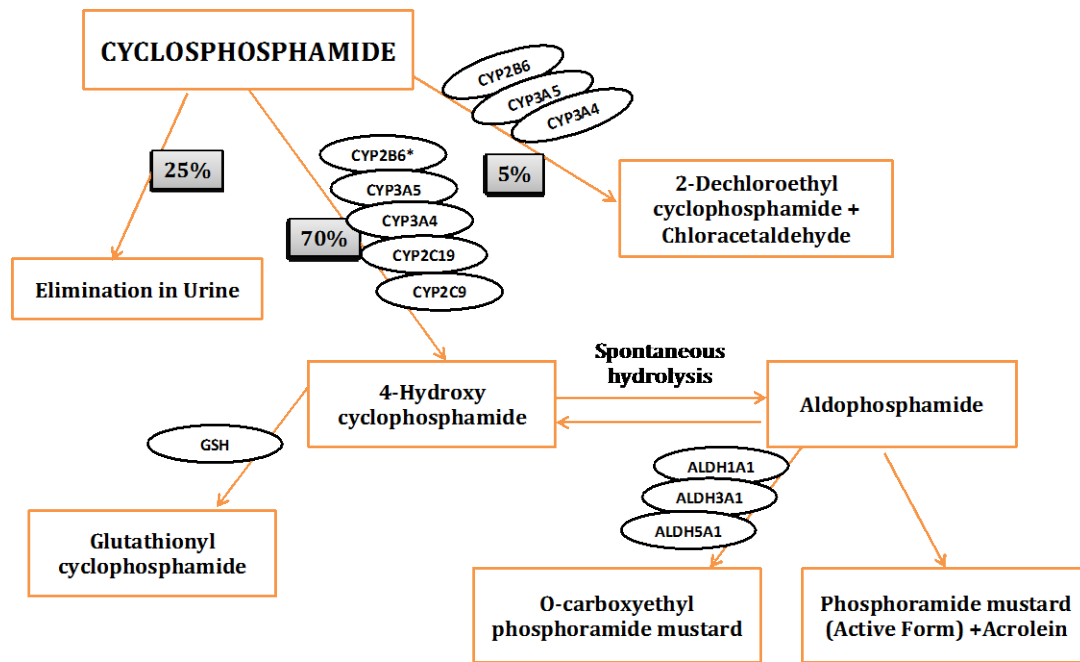 CYCLOSPHOSPHAMIDE
CYP2B6
CYP3A5
CYP3A4
25%
CYP2B6*
CYP3A5
CYP3A4
CYP2C19
CYP2C9
70%
5%
2-Dechloroethyl
cyclophosphamide +
Chloracetaldehyde
Elimination in Urine
4-Hydroxy
cyclophosphamide
Spontaneous
hydrolysis
Aldophosphamide
GSH
ALDH1A1
ALDH3A1
ALDH5A1
Glutathionyl
cyclophosphamide
O-carboxyethyl
phosphoramide mustard
Phosphoramide mustard
(Active Form) +Acrolein